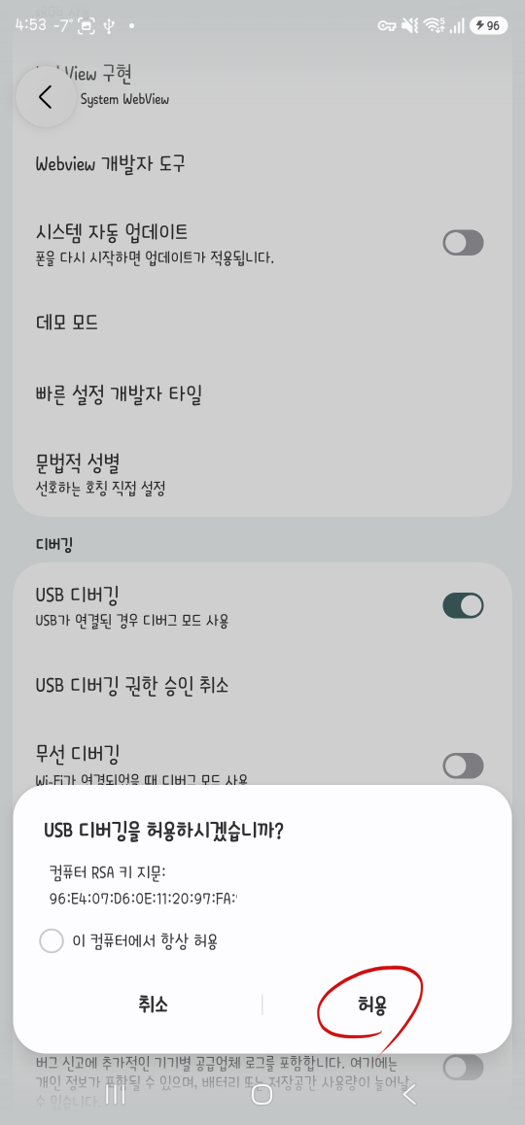 4:53 -7°
96
WebView 구현
System WebView
Webview 개발자 도구
시스템 자동 업데이트
폰을 다시 시작하면 업데이트가 적용됩니다.
데모 모드
빠른 설정 개발자 타일
문법적 성별
선호하는 호칭 직접 설정
디버깅
USB 디버깅
USB가 연결된 경우 디버그 모드 사용
USB 디버깅 권한 승인 취소
무선 디버깅
Wi-Fi가 연결되었을 때 디버그 모드 사용
USB 디버깅을 허용하시겠습니까?
컴퓨터 RSA 키 지문:
96:E4:07:D6:0E:11:20:97:FA:
이 컴퓨터에서 항상 허용
취소
허용
버그 신고에 추가적인 기기별 공급업체 로그를 포함합니다. 여기에는
개인 정보가 포함될 수 있으며, 배터리 또는 저장공간 사용량이 늘어날
수 있습니다.